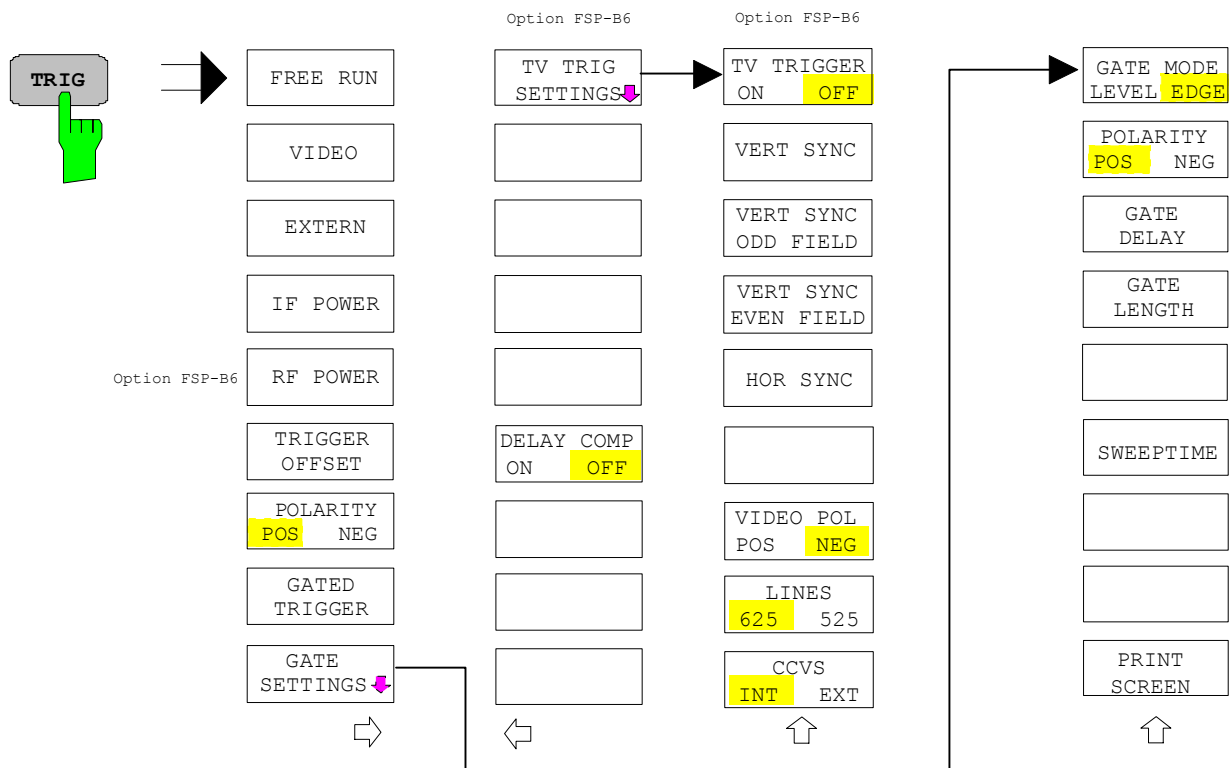 Option FSP-B6
Option FSP-B6
TRIG
FREE RUN
VIDEO
EXTERN
IF POWER
Option FSP-B6
RF POWER
TRIGGER
OFFSET
POLARITY
POS NEG
GATED
TRIGGER
GATE
SETTINGS
TV TRIG
SETTINGS
DELAY COMP
ON OFF
TV TRIGGER
ON OFF
VERT SYNC
VERT SYNC
ODD FIELD
VERT SYNC
EVEN FIELD
HOR SYNC
VIDEO POL
POS NEG
LINES
625 525
CCVS
INT EXT
GATE MODE
LEVEL EDGE
POLARITY
POS NEG
GATE
DELAY
GATE
LENGTH
SWEEPTIME
PRINT
SCREEN